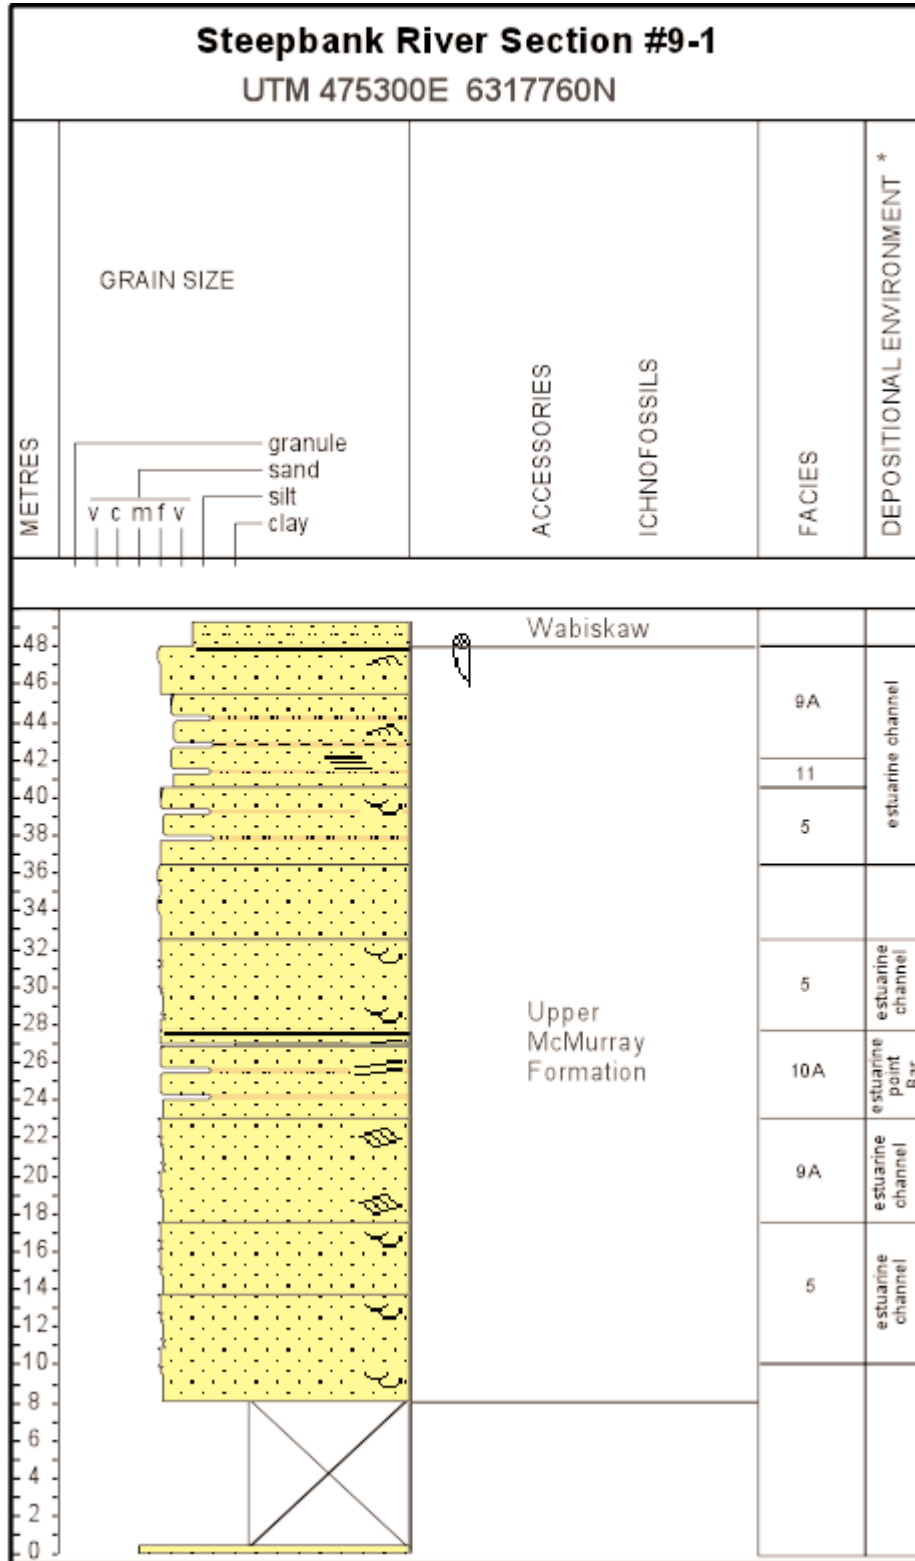 Steepbank River Section #9-1
UTM 475300E 6317760N
METRES
GRAIN SIZE
granule
sand
silt
clay
v c m f v
ACCESSORIES
ICHNOFOSSILS
FACIES
DEPOSITIONAL ENVIRONMENT *
48
46
44
42
40
38
36
34
32
30
28
26
24
22
20
18
16
14
12
10
8
6
4
2
0
Wabiskaw
Upper
McMurray
Formation
9A
11
5
5
10A
9A
5
estuarine channel
estuarine
channel
estuarine
point
Bar
estuarine
channel
estuarine
channel